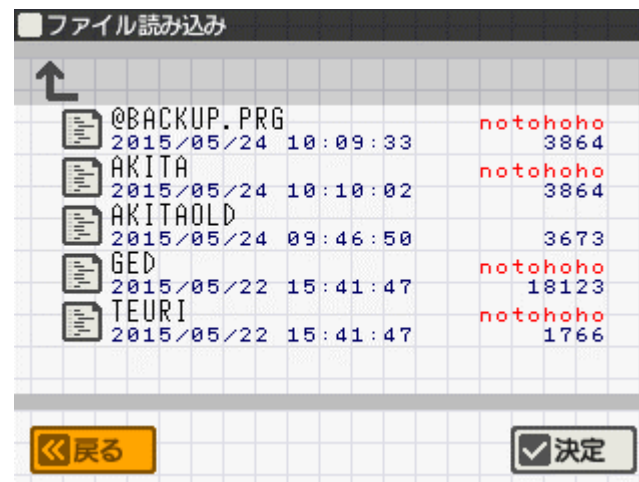 ファイル読み込み
@BACKUP.PRG notohoho
2015/05/24 10:09:33 3864
AKITA notohoho
2015/05/24 10:10:02 3864
AKITAOLD
2015/05/24 09:46:50 3673
GED notohoho
2015/05/22 15:41:47 18123
TEURI notohoho
2015/05/22 15:41:47 1766
戻る 決定